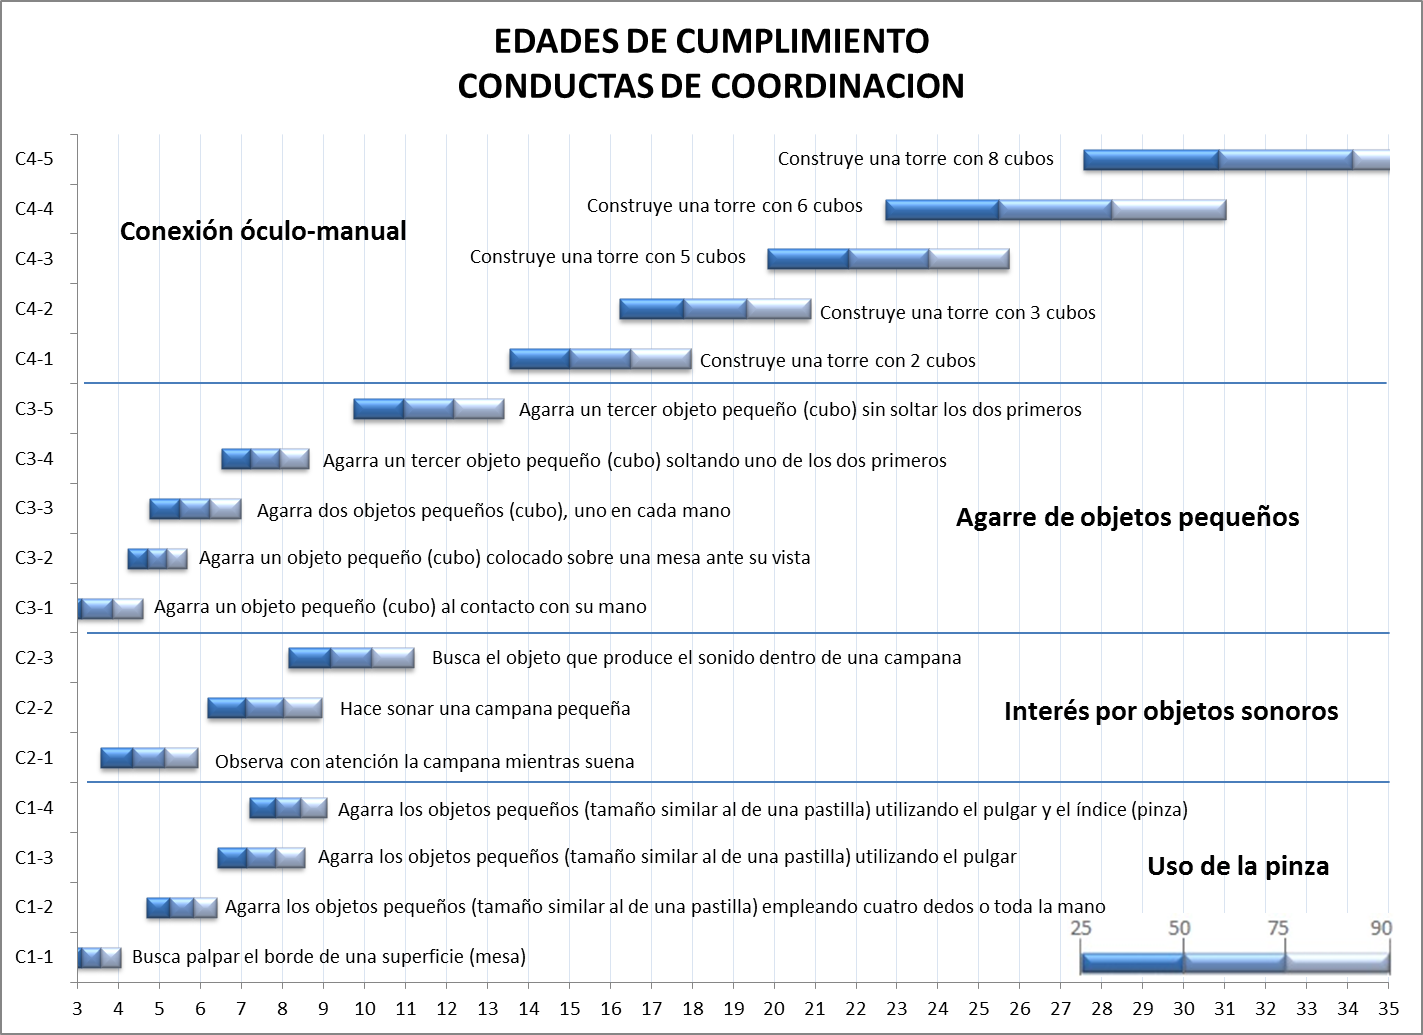 EDADES DE CUMPLIMIENTO
CONDUCTAS DE COORDINACION
C4-5
Construye una torre con 8 cubos
C4-4
Construye una torre con 6 cubos
Conexión óculo-manual
C4-3
Construye una torre con 5 cubos
C4-2
Construye una torre con 3 cubos
C4-1
Construye una torre con 2 cubos
C3-5
Agarra un tercer objeto pequeño (cubo) sin soltar los dos primeros
C3-4
Agarra un tercer objeto pequeño (cubo) soltando uno de los dos primeros
C3-3
Agarra dos objetos pequeños (cubo), uno en cada mano
Agarre de objetos pequeños
C3-2
Agarra un objeto pequeño (cubo) colocado sobre una mesa ante su vista
C3-1
Agarra un objeto pequeño (cubo) al contacto con su mano
C2-3
Busca el objeto que produce el sonido dentro de una campana
C2-2
Hace sonar una campana pequeña
Interés por objetos sonoros
C2-1
Observa con atención la campana mientras suena
C1-4
Agarra los objetos pequeños (tamaño similar al de una pastilla) utilizando el pulgar y el índice (pinza)
C1-3
Agarra los objetos pequeños (tamaño similar al de una pastilla) utilizando el pulgar
Uso de la pinza
C1-2
Agarra los objetos pequeños (tamaño similar al de una pastilla) empleando cuatro dedos o toda la mano
25 50 75 90
C1-1
Busca palpar el borde de una superficie (mesa)
3 4 5 6 7 8 9 10 11 12 13 14 15 16 17 18 19 20 21 22 23 24 25 26 27 28 29 30 31 32 33 34 35